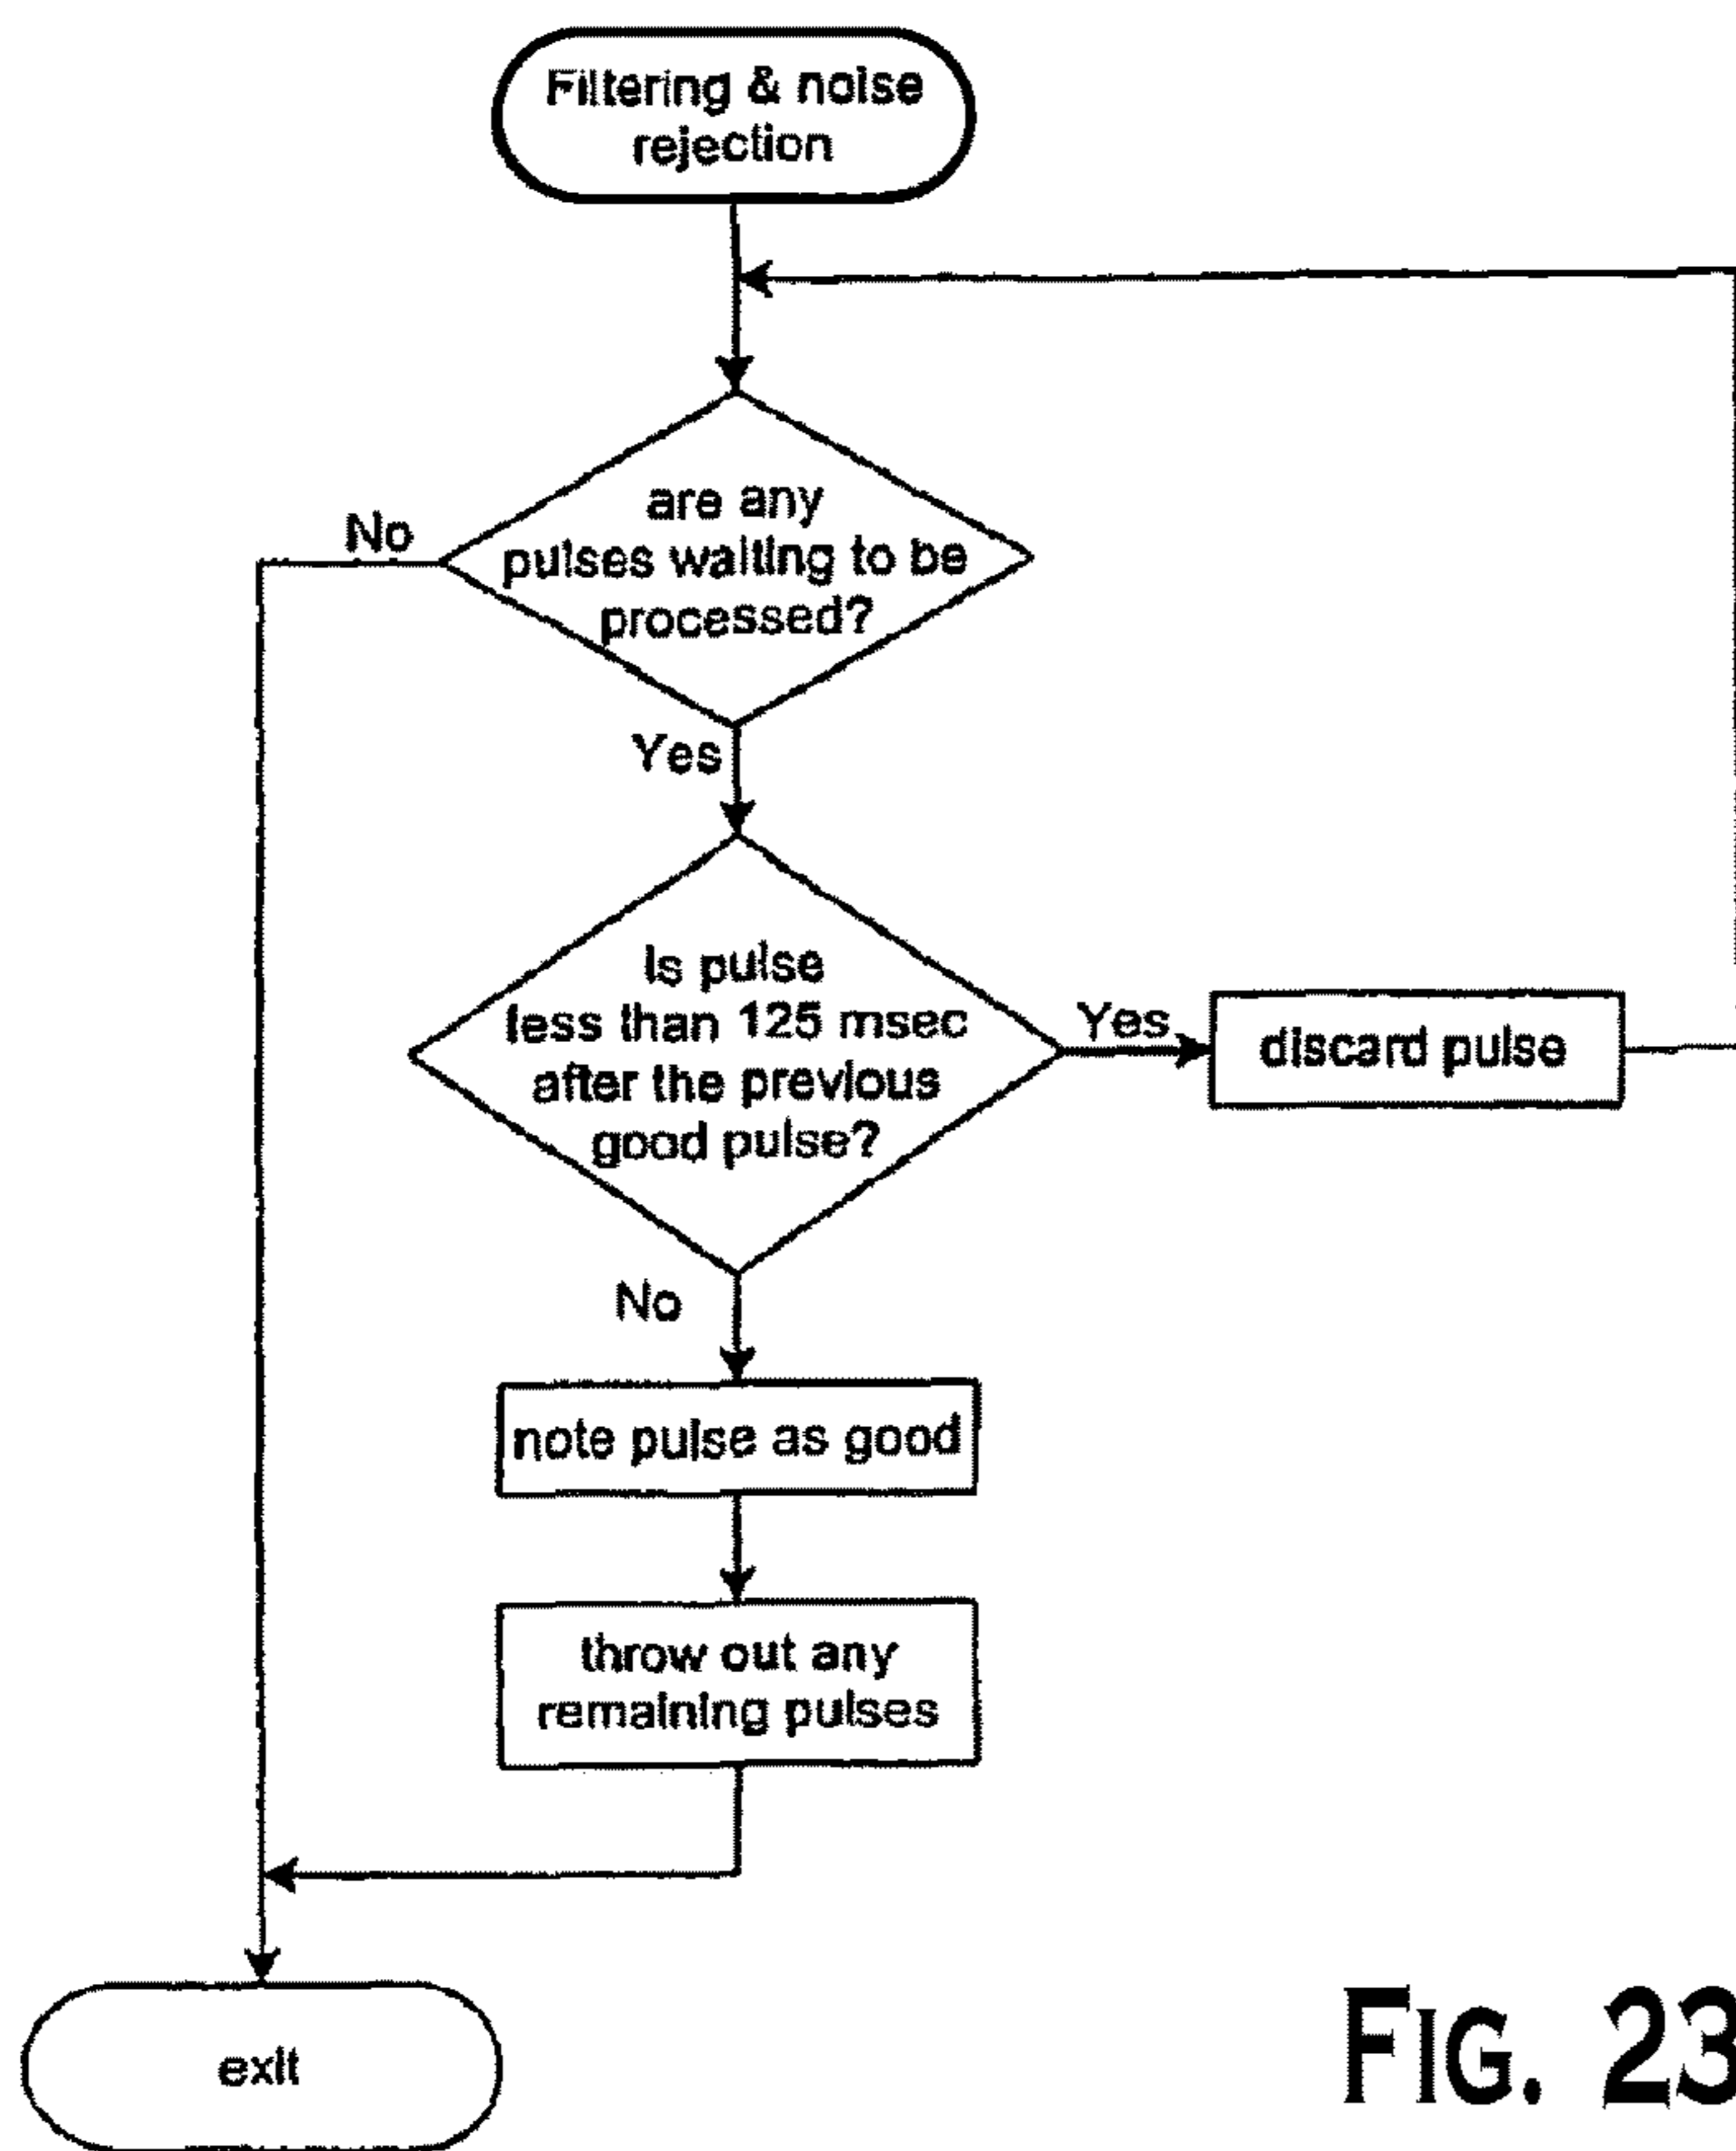 Filtering & noise
rejection
are any
pulses waiting to be
processed?
No
Yes
Is pulse
less than 125 msec
after the previous
good pulse?
Yes
discard pulse
No
note pulse as good
throw out any
remaining pulses
exit
FIG. 23